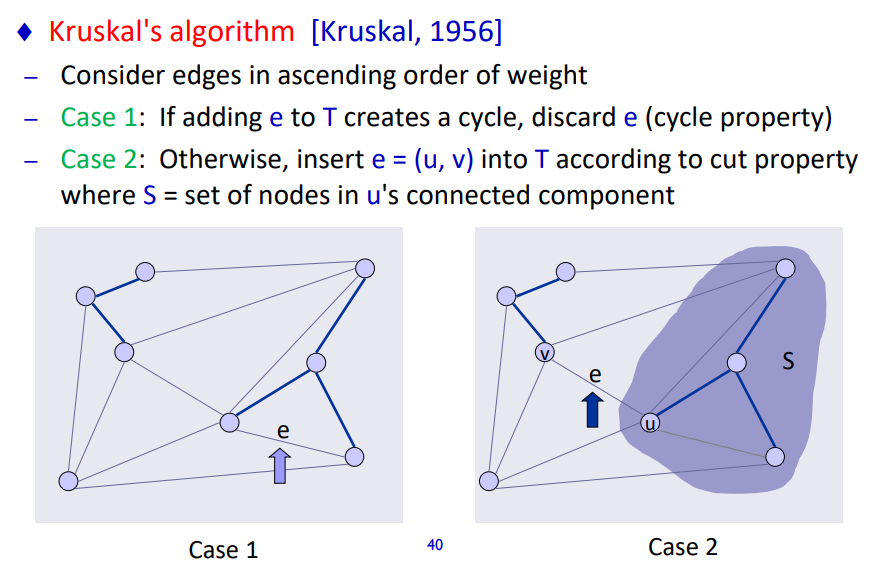 ♦ Kruskal's algorithm [Kruskal, 1956]
– Consider edges in ascending order of weight
– Case 1: If adding e to T creates a cycle, discard e (cycle property)
– Case 2: Otherwise, insert e = (u, v) into T according to cut property
where S = set of nodes in u's connected component
e
v
e
u
S
Case 1
40
Case 2